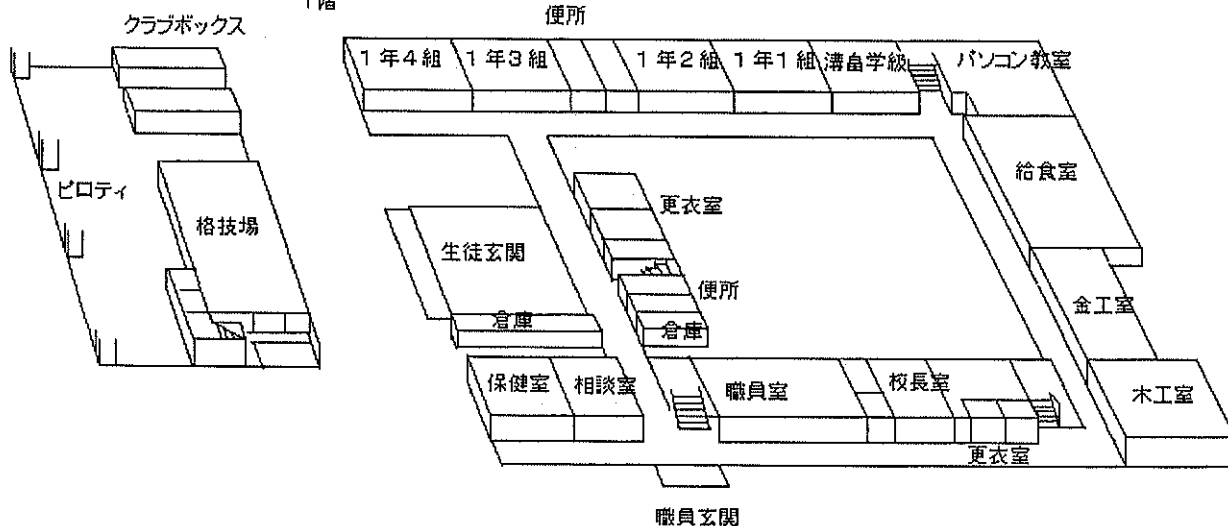 1階
クラブボックス
便所
1年4組
1年3組
1年2組
1年1組
溝畠学級
パソコン教室
ピロティ
格技場
生徒玄関
更衣室
給食室
便所
倉庫
倉庫
金工室
保健室
相談室
職員室
校長室
木工室
更衣室
職員玄関